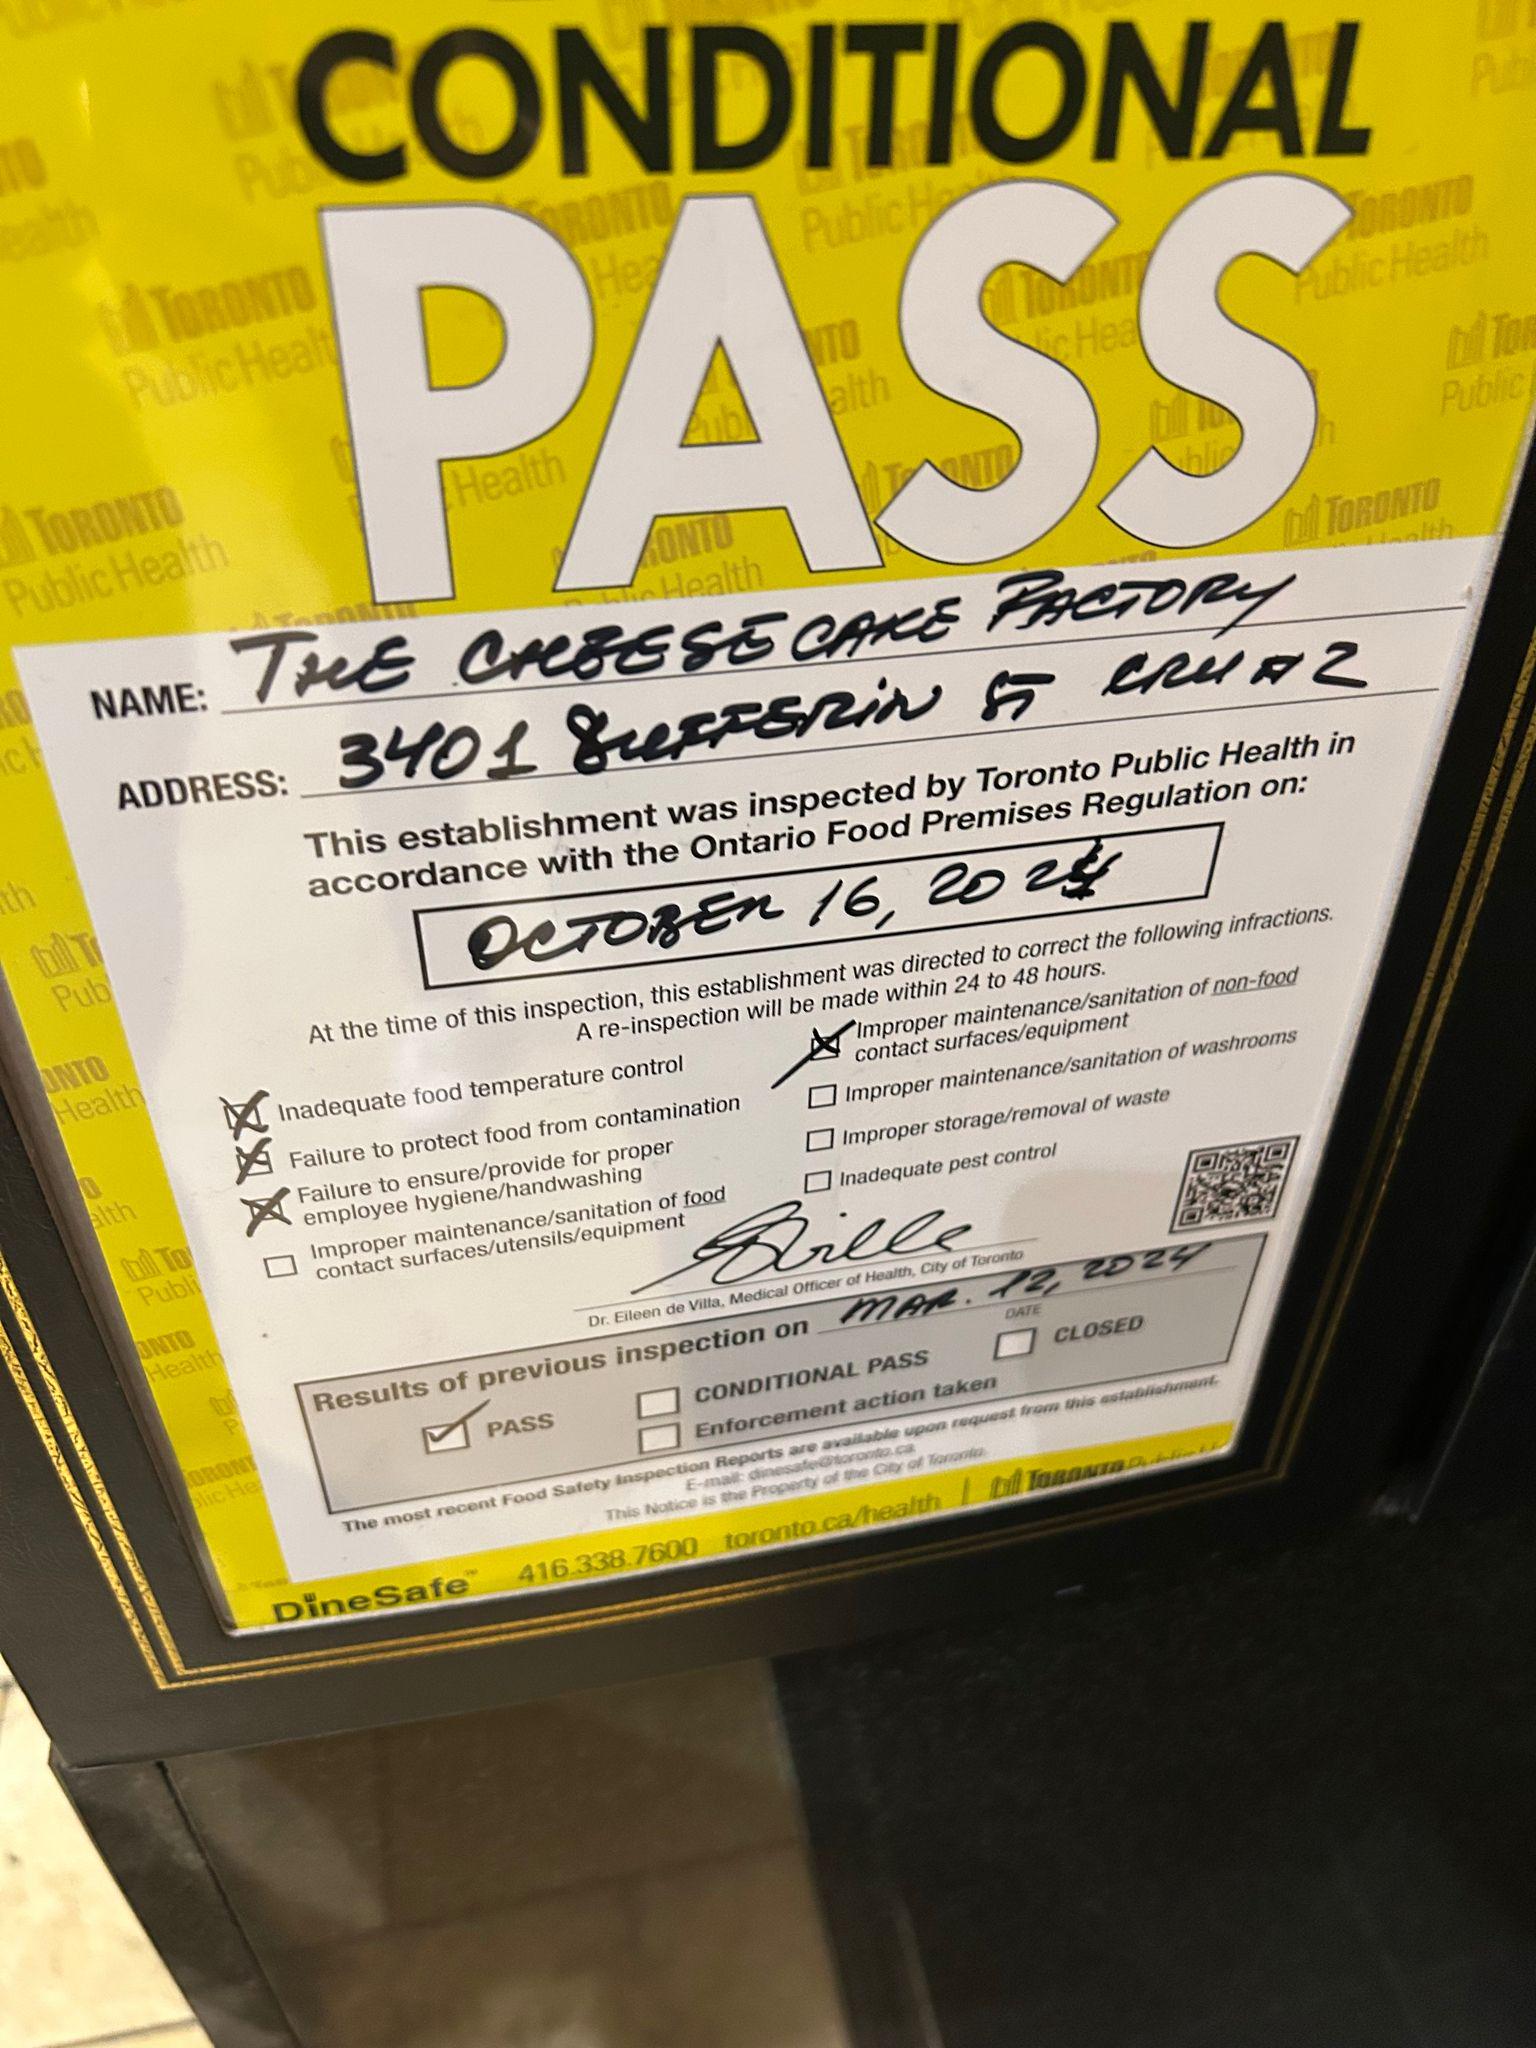 CONDITIONAL
PASS
NAME: THE CHEESECAKE FACTORY
ADDRESS: 3401 DUFFERIN ST CRU #2
This establishment was inspected by Toronto Public Health in
accordance with the Ontario Food Premises Regulation on:
OCTOBER 16, 2024
At the time of this inspection, this establishment was directed to correct the following infractions.
A re-inspection will be made within 24 to 48 hours.
Inadequate food temperature control
Failure to protect food from contamination
Failure to ensure/provide for proper
employee hygiene/handwashing
Improper maintenance/sanitation of food
contact surfaces/utensils/equipment
Improper maintenance/sanitation of non-food
contact surfaces/equipment
Improper maintenance/sanitation of washrooms
Improper storage/removal of waste
Inadequate pest control
Dr. Eileen de Villa, Medical Officer of Health, City of Toronto
Results of previous inspection on MAR. 12, 2024
DATE
PASS
CONDITIONAL PASS
CLOSED
Enforcement action taken
The most recent Food Safety Inspection Reports are available upon request from this establishment.
E-mail: dinesafe@toronto.ca
This Notice is the Property of the City of Toronto.
DineSafe™ 416.338.7600 toronto.ca/health | TORONTO Public Health